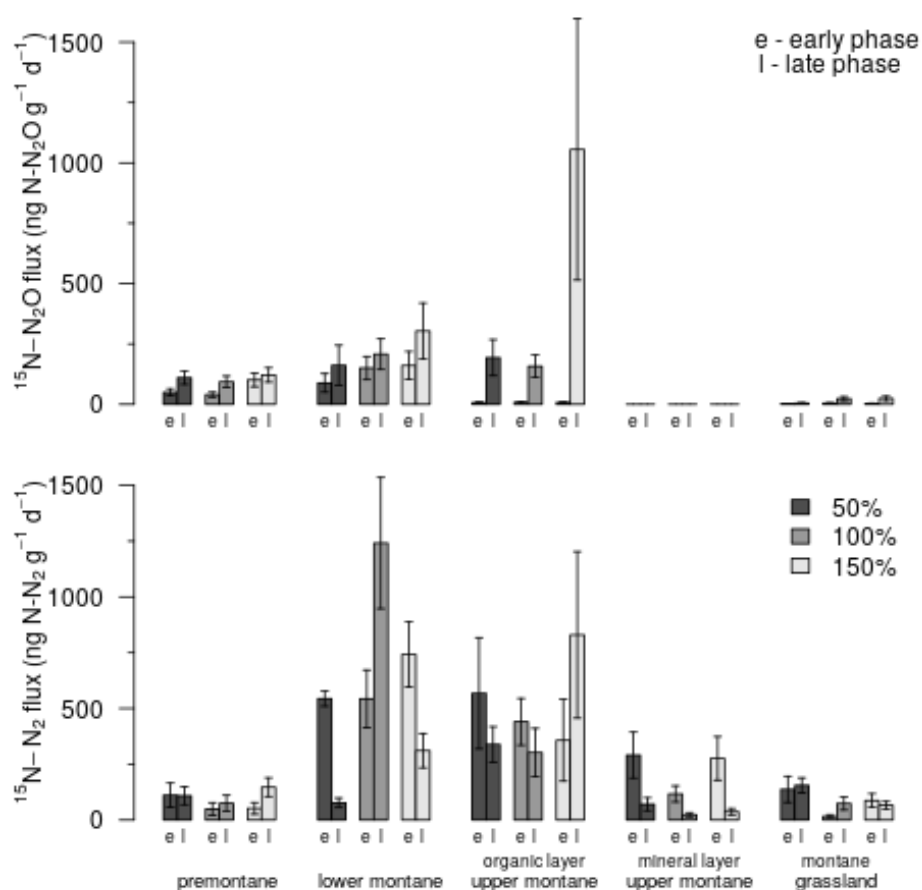 e - early phase
l - late phase
¹⁵N–N₂O flux (ng N-N₂O g⁻¹ d⁻¹)
1500
1000
500
0
e l e l e l e l e l e l e l e l e l e l e l e l e l e l e l
¹⁵N–N₂ flux (ng N-N₂ g⁻¹ d⁻¹)
1500
1000
500
0
50%
100%
150%
e l e l e l e l e l e l e l e l e l e l e l e l e l e l e l
premontane
lower montane
organic layer
upper montane
mineral layer
upper montane
montane
grassland